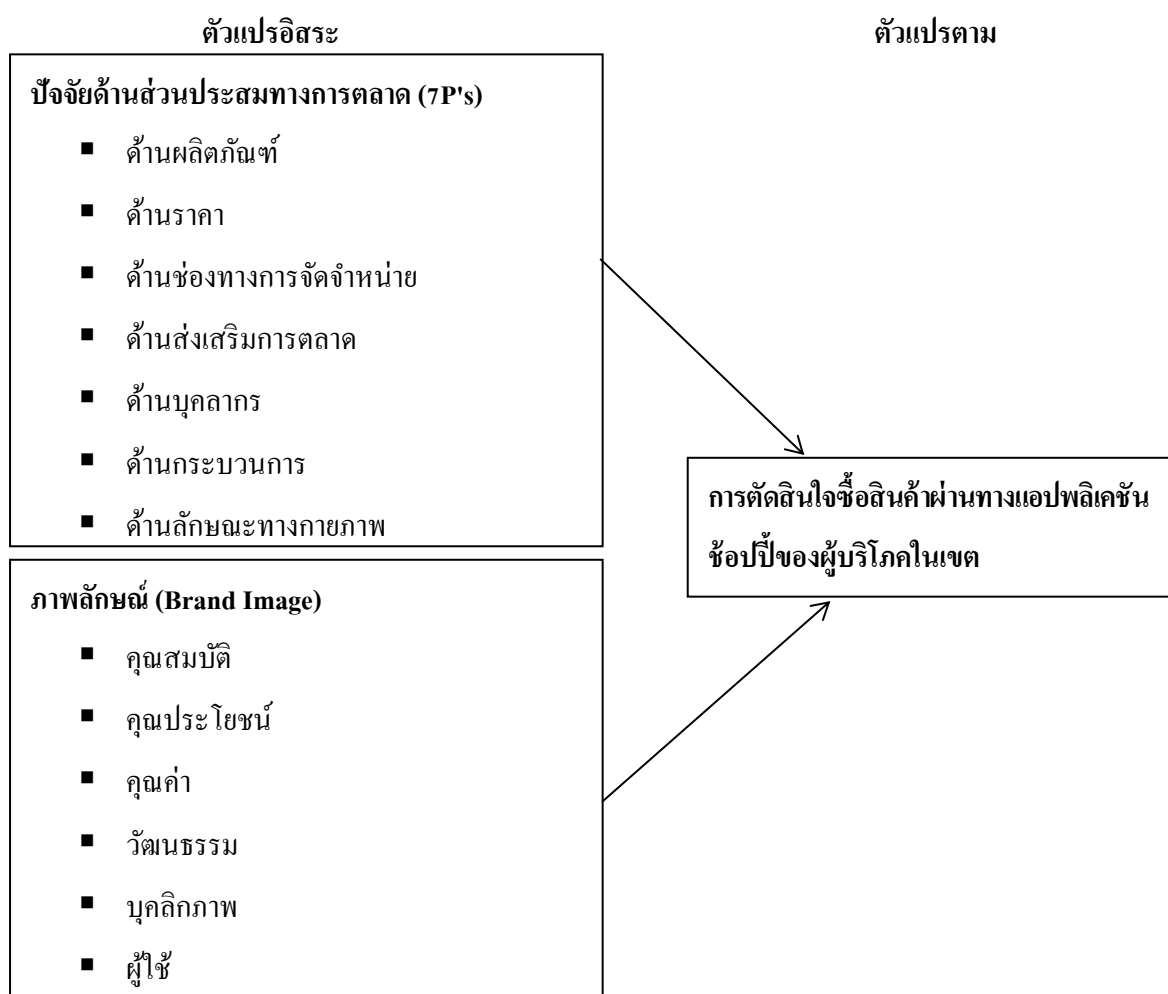 ตัวแปรอิสระ
ตัวแปรตาม
ปัจจัยด้านส่วนประสมทางการตลาด (7P's)
▪ ด้านผลิตภัณฑ์
▪ ด้านราคา
▪ ด้านช่องทางการจัดจำหน่าย
▪ ด้านส่งเสริมการตลาด
▪ ด้านบุคลากร
▪ ด้านกระบวนการ
▪ ด้านลักษณะทางกายภาพ
ภาพลักษณ์ (Brand Image)
▪ คุณสมบัติ
▪ คุณประโยชน์
▪ คุณค่า
▪ วัฒนธรรม
▪ บุคลิกภาพ
▪ ผู้ใช้
การตัดสินใจซื้อสินค้าผ่านทางแอปพลิเคชัน
ช้อปปี้ของผู้บริโภคในเขต